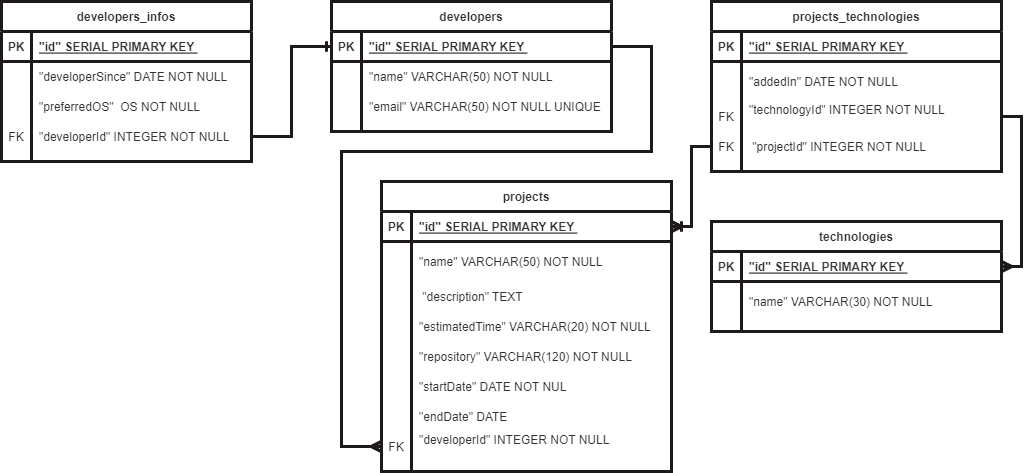 developers_infos
PK "id" SERIAL PRIMARY KEY
"developerSince" DATE NOT NULL
"preferredOS" OS NOT NULL
FK "developerId" INTEGER NOT NULL
developers
PK "id" SERIAL PRIMARY KEY
"name" VARCHAR(50) NOT NULL
"email" VARCHAR(50) NOT NULL UNIQUE
projects_technologies
PK "id" SERIAL PRIMARY KEY
"addedIn" DATE NOT NULL
FK "technologyId" INTEGER NOT NULL
FK "projectId" INTEGER NOT NULL
projects
PK "id" SERIAL PRIMARY KEY
"name" VARCHAR(50) NOT NULL
"description" TEXT
"estimatedTime" VARCHAR(20) NOT NULL
"repository" VARCHAR(120) NOT NULL
"startDate" DATE NOT NUL
"endDate" DATE
FK "developerId" INTEGER NOT NULL
technologies
PK "id" SERIAL PRIMARY KEY
"name" VARCHAR(30) NOT NULL